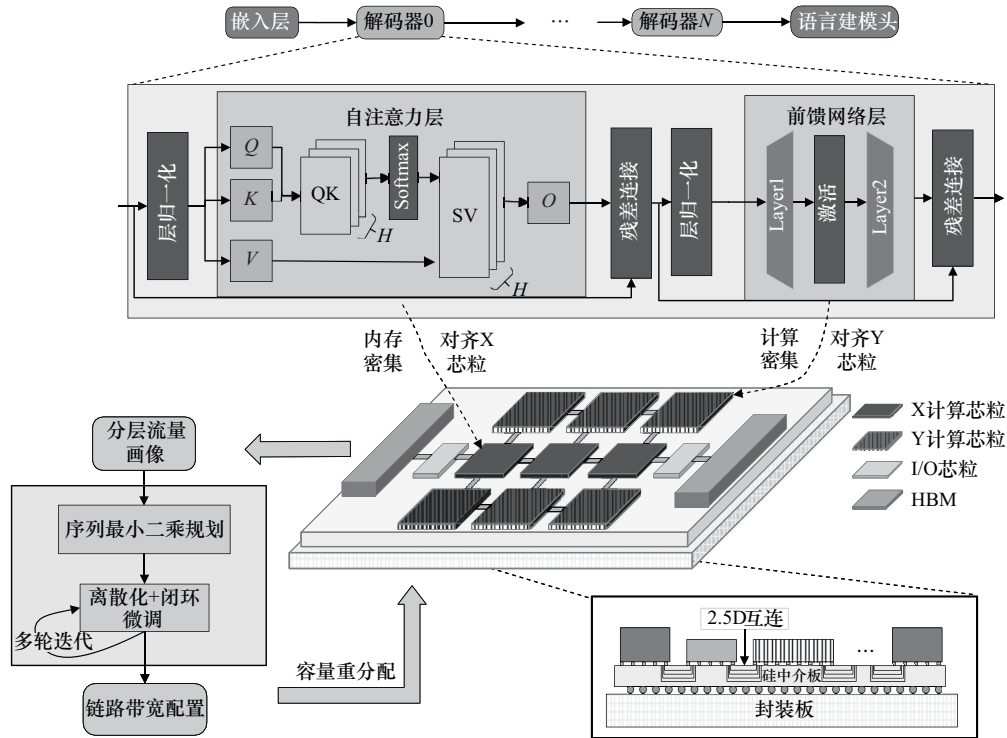 嵌入层
解码器0
...
解码器N
语言建模头
自注意力层
前馈网络层
层归一化
Q
K
V
QK
H
Softmax
SV
H
O
残差连接
层归一化
Layer1
激活
Layer2
残差连接
内存
密集
对齐X
芯粒
计算
密集
对齐Y
芯粒
X计算芯粒
Y计算芯粒
I/O芯粒
HBM
分层流量
画像
序列最小二乘规划
离散化+闭环
微调
多轮迭代
链路带宽配置
容量重分配
2.5D互连
...
硅中介板
封装板